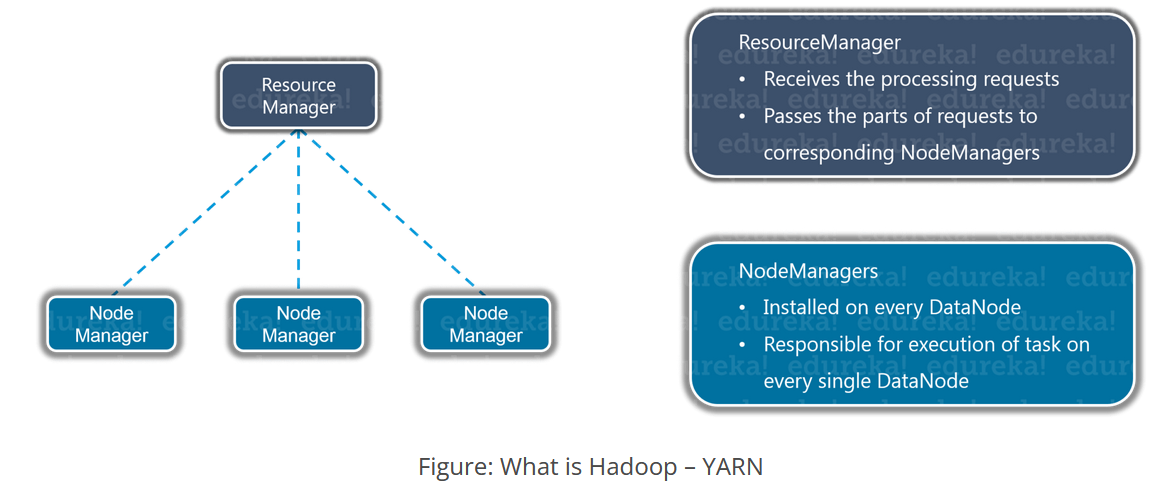 Resource
Manager
Node
Manager
Node
Manager
Node
Manager
ResourceManager
• Receives the processing requests
• Passes the parts of requests to
corresponding NodeManagers
NodeManagers
• Installed on every DataNode
• Responsible for execution of task on
every single DataNode
edureka!
Figure: What is Hadoop – YARN